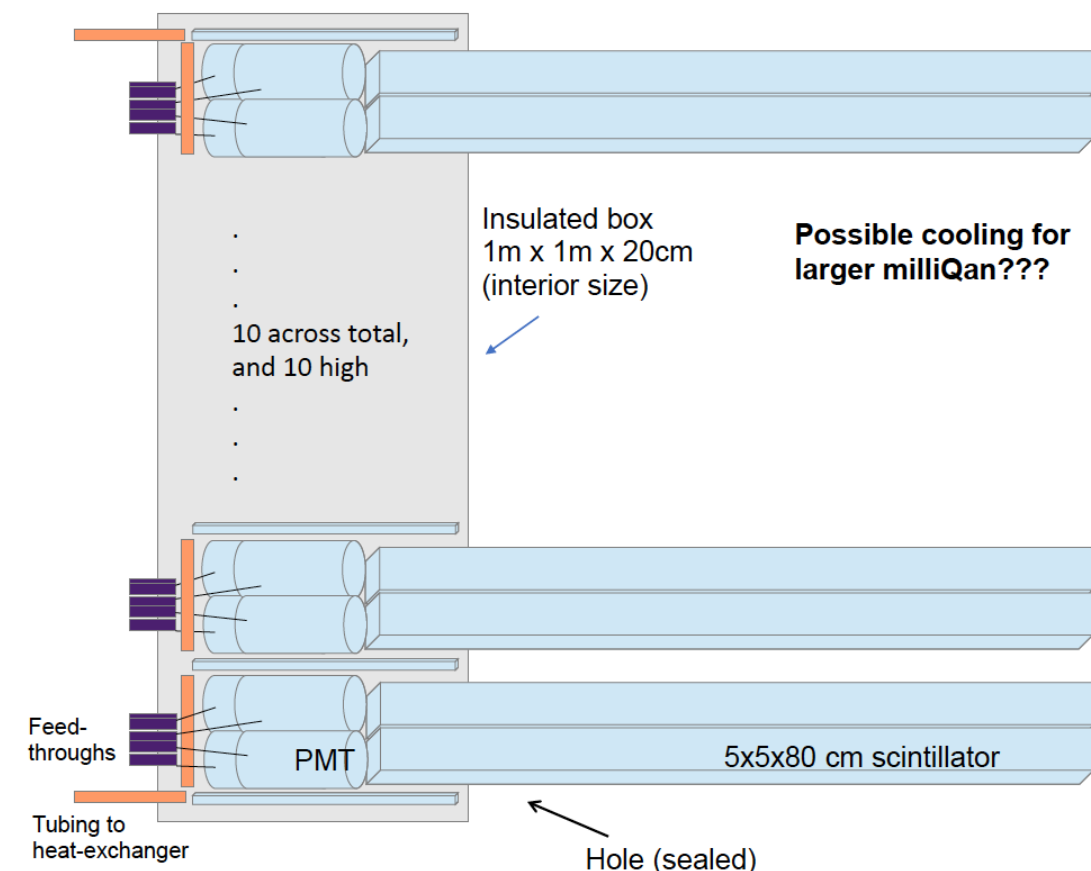 Insulated box
1m x 1m x 20cm
(interior size)
Possible cooling for
larger milliQan???
.
.
.
10 across total,
and 10 high
.
.
.
Feed-
throughs
PMT
5x5x80 cm scintillator
Tubing to
heat-exchanger
Hole (sealed)